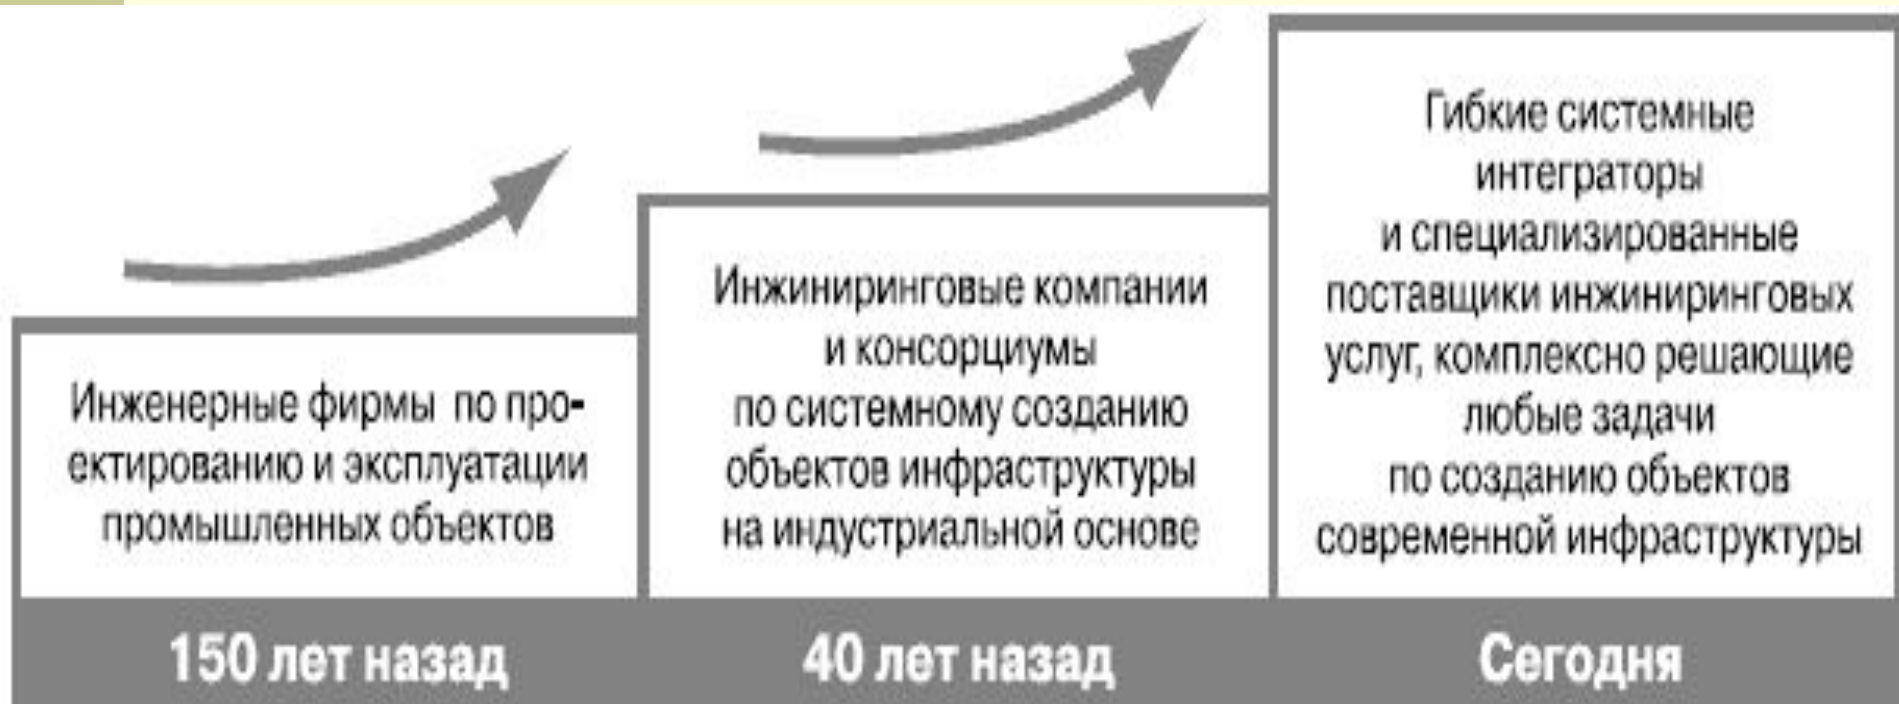 Инженерные фирмы по про-
ектированию и эксплуатации
промышленных объектов
150 лет назад
Инжиниринговые компании
и консорциумы
по системному созданию
объектов инфраструктуры
на индустриальной основе
40 лет назад
Гибкие системные
интеграторы
и специализированные
поставщики инжиниринговых
услуг, комплексно решающие
любые задачи
по созданию объектов
современной инфраструктуры
Сегодня